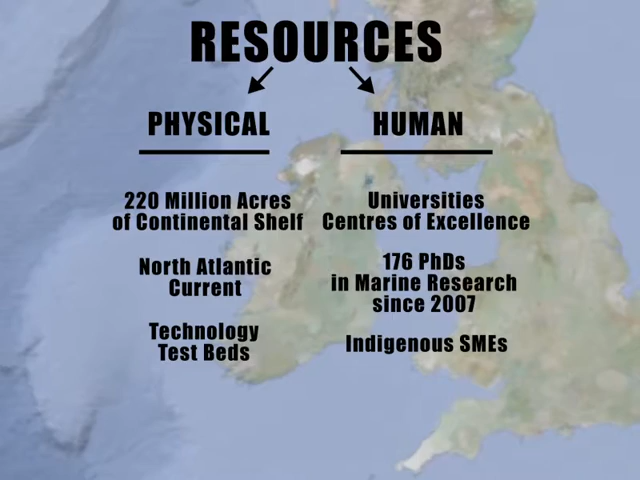 RESOURCES
PHYSICAL
220 Million Acres
of Continental Shelf
North Atlantic
Current
Technology
Test Beds
HUMAN
Universities
Centres of Excellence
176 PhDs
in Marine Research
since 2007
Indigenous SMEs